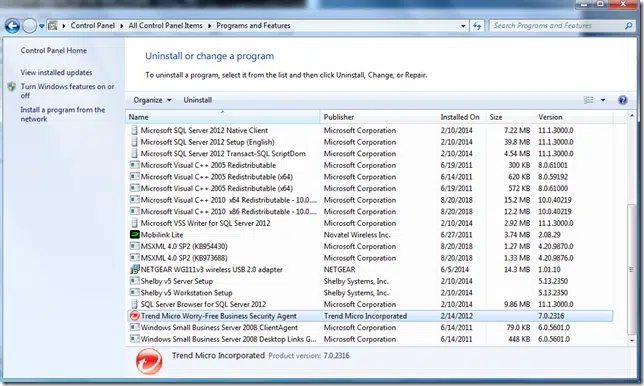 Control Panel All Control Panel Items Programs and Features Search Programs and Features
Control Panel Home
View installed updates
Turn Windows features on or
off
Install a program from the
network
Uninstall or change a program
To uninstall a program, select it from the list and then click Uninstall, Change, or Repair.
Organize Uninstall
Name Publisher Installed On Size Version
Microsoft SQL Server 2012 Native Client Microsoft Corporation 2/10/2014 7.22 MB 11.1.3000.0
Microsoft SQL Server 2012 Setup (English) Microsoft Corporation 2/10/2014 39.8 MB 11.1.3000.0
Microsoft SQL Server 2012 Transact-SQL ScriptDom Microsoft Corporation 2/10/2014 4.54 MB 11.1.3000.0
Microsoft Visual C++ 2005 Redistributable Microsoft Corporation 6/19/2011 300 KB 8.0.61001
Microsoft Visual C++ 2005 Redistributable (x64) Microsoft Corporation 6/14/2011 620 KB 8.0.59192
Microsoft Visual C++ 2005 Redistributable (x64) Microsoft Corporation 6/19/2011 572 KB 8.0.61000
Microsoft Visual C++ 2010 x64 Redistributable - 10.0.... Microsoft Corporation 8/20/2018 15.2 MB 10.0.40219
Microsoft Visual C++ 2010 x86 Redistributable - 10.0.... Microsoft Corporation 8/20/2018 12.2 MB 10.0.40219
Microsoft VSS Writer for SQL Server 2012 Microsoft Corporation 2/10/2014 2.92 MB 11.1.3000.0
Mobilink Lite Novatel Wireless Inc. 6/27/2011 3.74 MB 2.08.29
MSXML 4.0 SP2 (KB954430) Microsoft Corporation 8/20/2018 1.27 MB 4.20.9870.0
MSXML 4.0 SP2 (KB973688) Microsoft Corporation 8/20/2018 1.33 MB 4.20.9876.0
NETGEAR WG111v3 wireless USB 2.0 adapter NETGEAR 6/5/2014 14.3 MB 1.01.10
Shelby v5 Server Setup Shelby Systems, Inc. 6/14/2011 5.13.2350
Shelby v5 Workstation Setup Shelby Systems, Inc. 6/14/2011 5.13.2350
SQL Server Browser for SQL Server 2012 Microsoft Corporation 2/10/2014 9.86 MB 11.1.3000.0
Trend Micro Worry-Free Business Security Agent Trend Micro Incorporated 2/14/2012 7.0.2316
Windows Small Business Server 2008 ClientAgent Microsoft Corporation 6/14/2011 79.0 KB 6.0.5601.0
Windows Small Business Server 2008 Desktop Links G... Microsoft Corporation 6/14/2011 448 KB 6.0.5601.0
Trend Micro Incorporated Product version: 7.0.2316